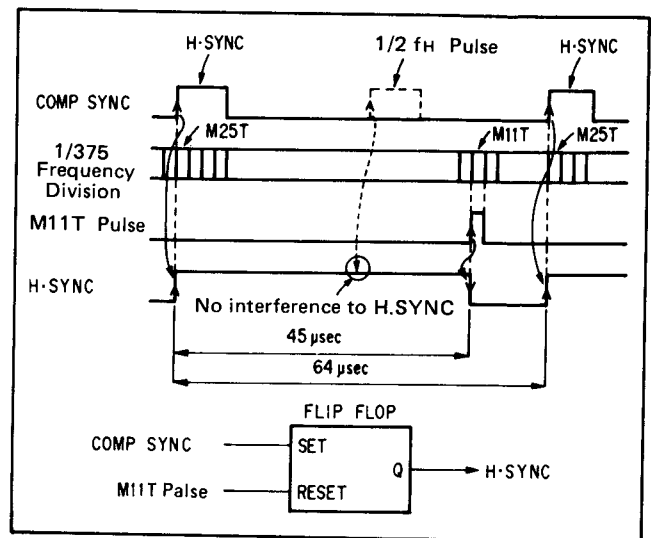 H·SYNC
1/2 fH Pulse
H·SYNC
COMP SYNC
M25T
M11T
M25T
1/375
Frequency
Division
M11T Pulse
H·SYNC
No interference to H.SYNC
45 μsec
64 μsec
FLIP FLOP
COMP SYNC
SET
Q
H·SYNC
M11T Palse
RESET